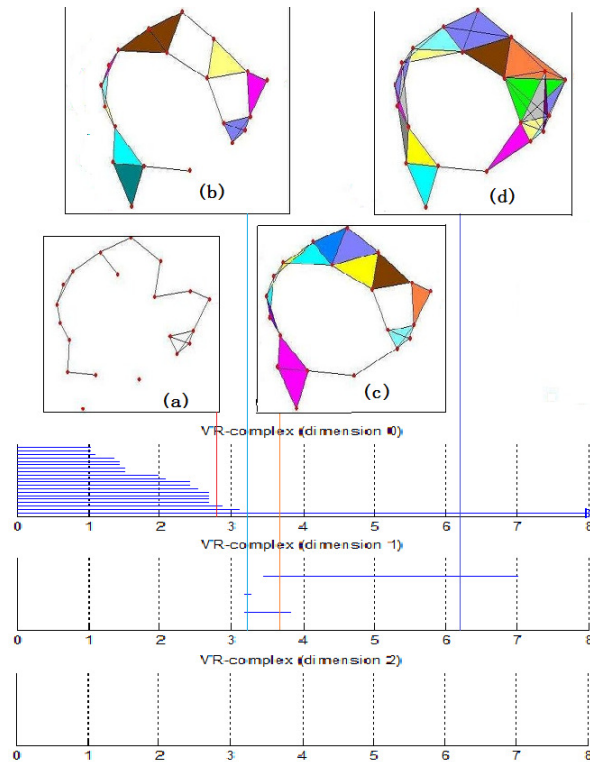 (b)
(d)
(a)
(c)
VR-complex (dimension 0)
0 1 2 3 4 5 6 7 8
VR-complex (dimension 1)
0 1 2 3 4 5 6 7 8
VR-complex (dimension 2)
0 1 2 3 4 5 6 7 8